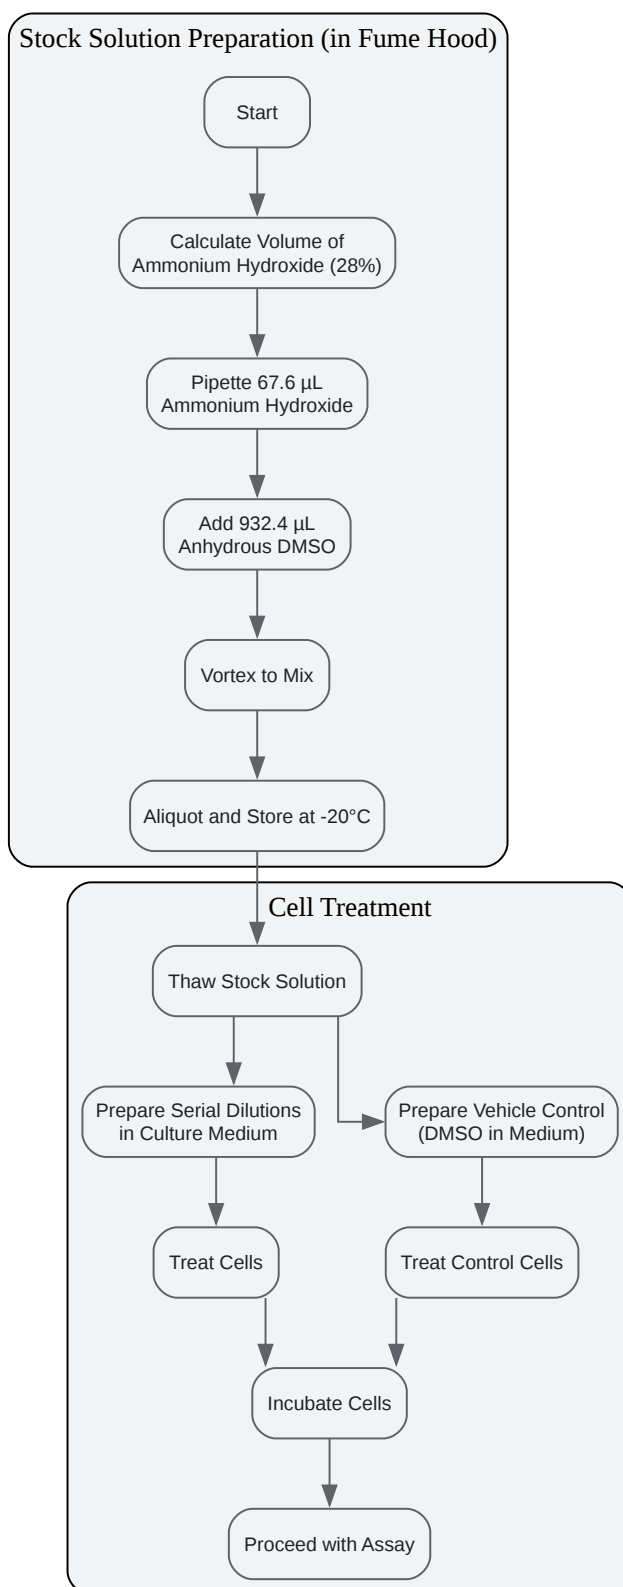 Stock Solution Preparation (in Fume Hood)
Start
Calculate Volume of
Ammonium Hydroxide (28%)
Pipette 67.6 µL
Ammonium Hydroxide
Add 932.4 µL
Anhydrous DMSO
Vortex to Mix
Aliquot and Store at -20°C
Cell Treatment
Thaw Stock Solution
Prepare Serial Dilutions
in Culture Medium
Prepare Vehicle Control
(DMSO in Medium)
Treat Cells
Treat Control Cells
Incubate Cells
Proceed with Assay